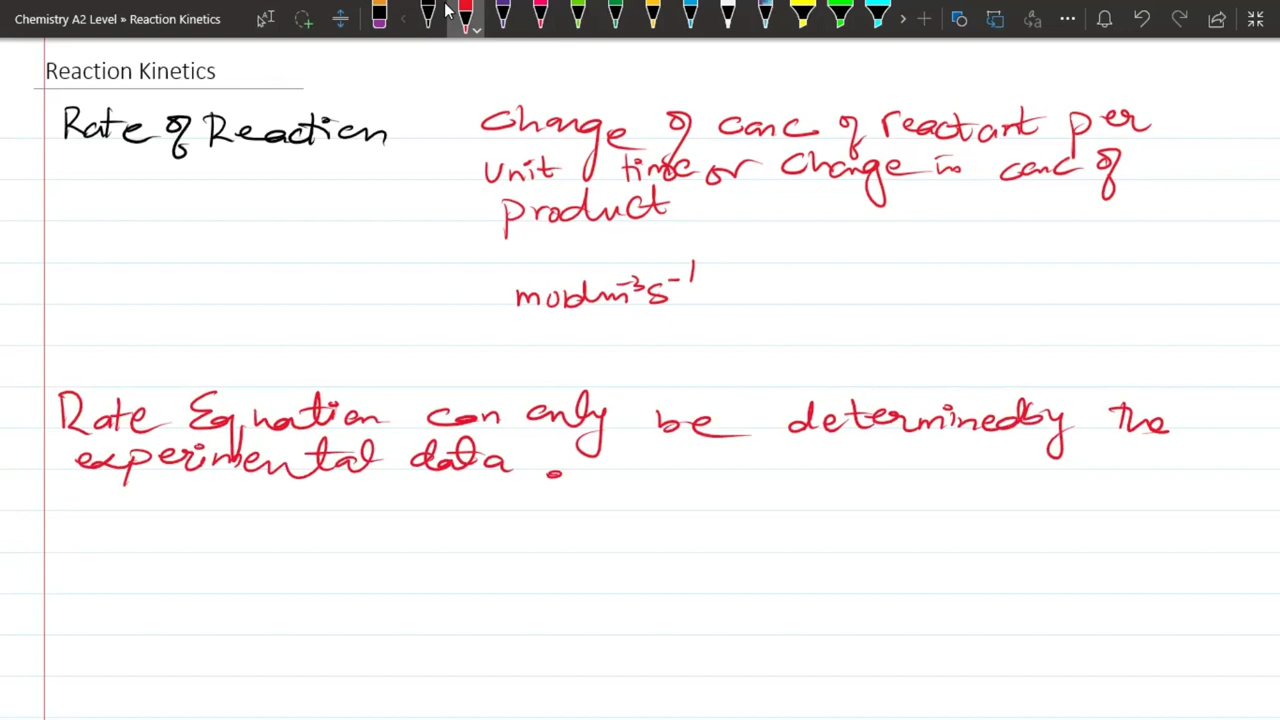 Chemistry A2 Level » Reaction Kinetics
Reaction Kinetics
Rate of Reaction
Change of conc of reactant per
unit time or change in conc of
product
moldm⁻³s⁻¹
Rate Equation can only be determined by the
experimental data .